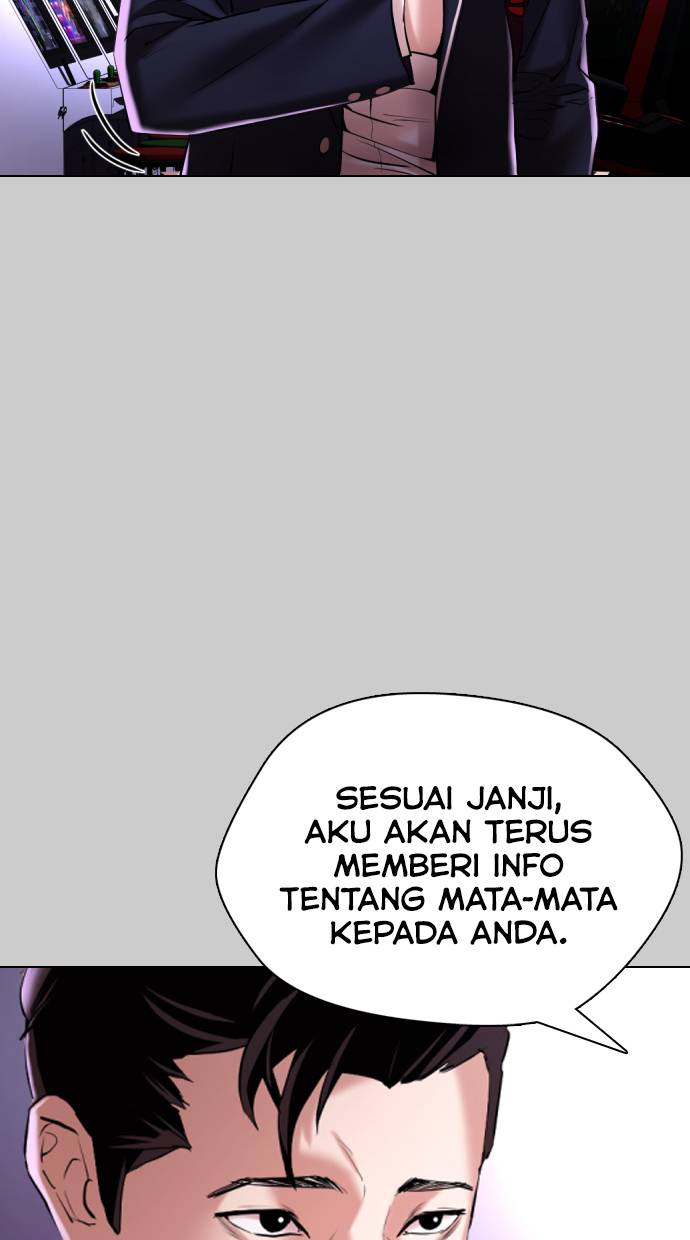 SESUAI JANJI,
AKU AKAN TERUS
MEMBERI INFO
TENTANG MATA-MATA
KEPADA ANDA.